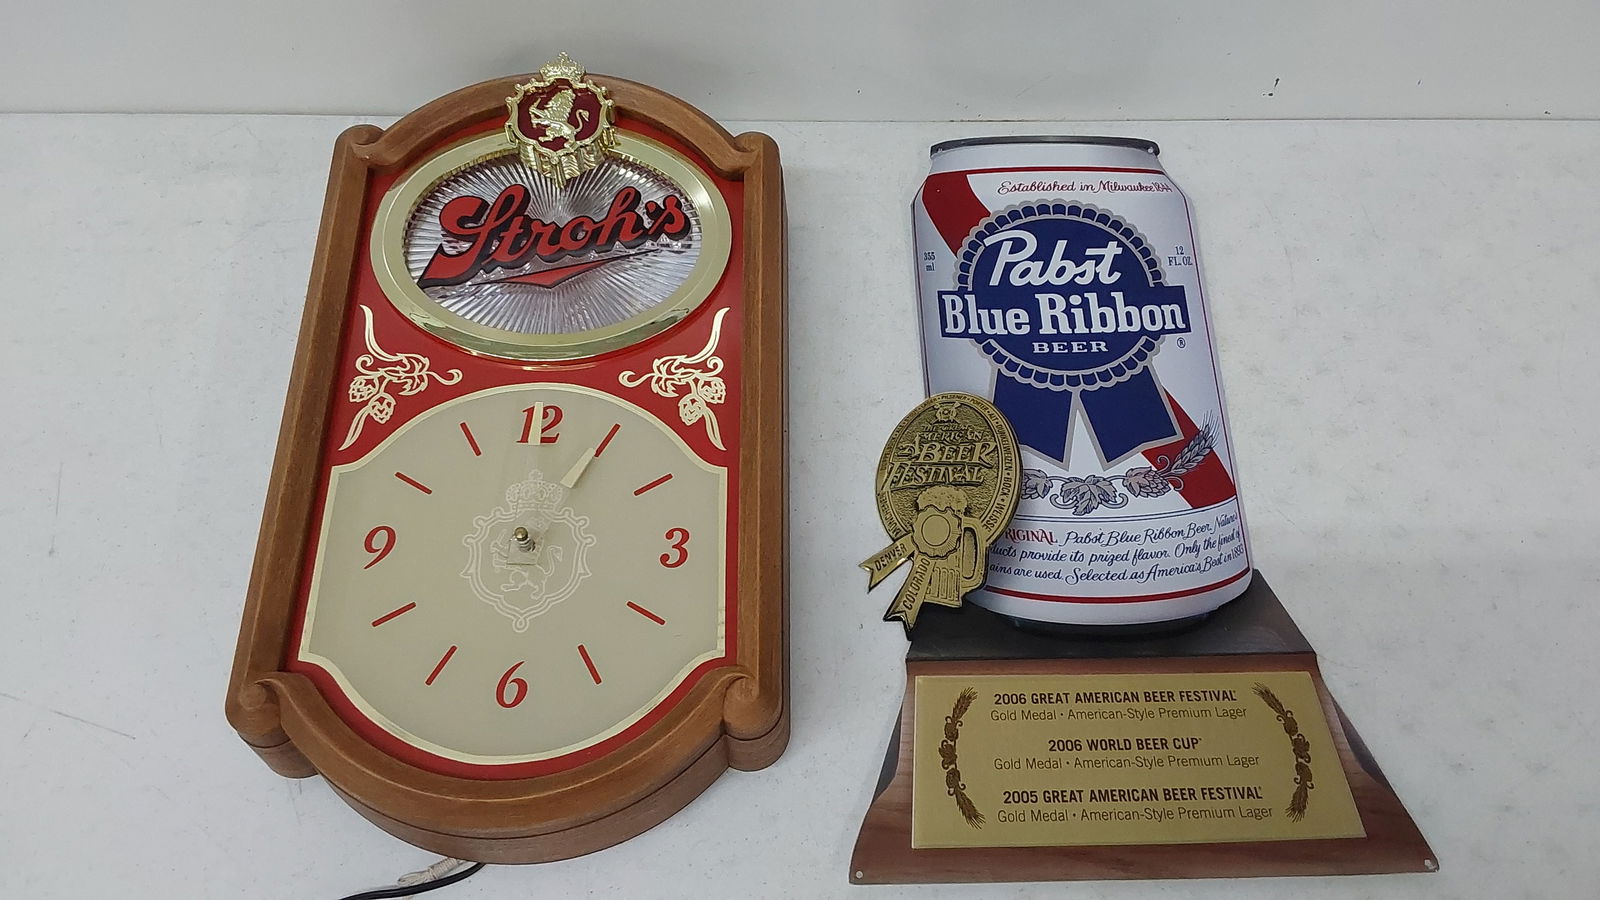 Stroh's
12
9
3
6
Established in Milwaukee 1844
355
ml
12
FL. OZ.
Pabst
Blue Ribbon
BEER
®
THE GREAT
AMERICAN
BEER
FESTIVAL
DENVER
COLORADO
RIGINAL Pabst Blue Ribbon Beer. Nature's
ucts provide its prized flavor. Only the finest of
ains are used. Selected as America's Best in 1893
2006 GREAT AMERICAN BEER FESTIVAL
Gold Medal • American-Style Premium Lager
2006 WORLD BEER CUP
Gold Medal • American-Style Premium Lager
2005 GREAT AMERICAN BEER FESTIVAL
Gold Medal • American-Style Premium Lager